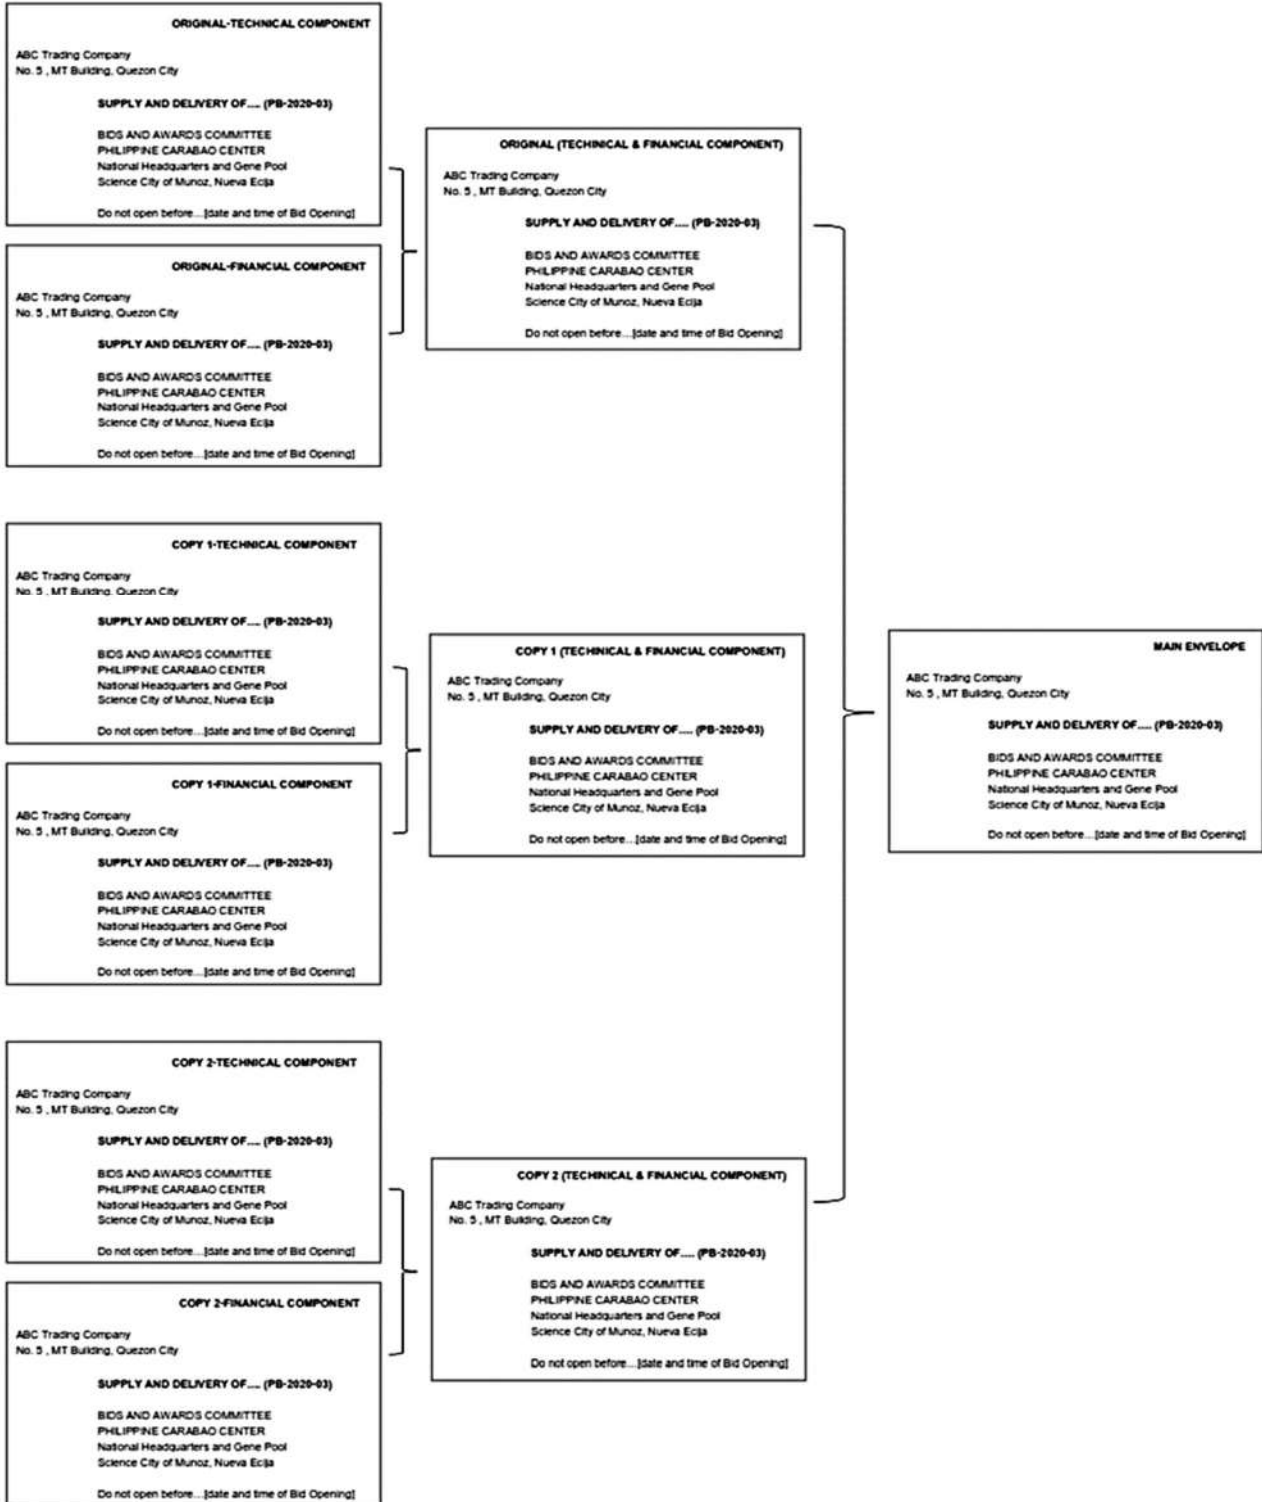 ORIGINAL-TECHNICAL COMPONENT
ABC Trading Company
No. 5 , MT Building, Quezon City
SUPPLY AND DELIVERY OF.... (PB-2020-03)
BIDS AND AWARDS COMMITTEE
PHILIPPINE CARABAO CENTER
National Headquarters and Gene Pool
Science City of Munoz, Nueva Ecija
Do not open before...[date and time of Bid Opening]
ORIGINAL-FINANCIAL COMPONENT
ABC Trading Company
No. 5 , MT Building, Quezon City
SUPPLY AND DELIVERY OF.... (PB-2020-03)
BIDS AND AWARDS COMMITTEE
PHILIPPINE CARABAO CENTER
National Headquarters and Gene Pool
Science City of Munoz, Nueva Ecija
Do not open before...[date and time of Bid Opening]
ORIGINAL (TECHINICAL & FINANCIAL COMPONENT)
ABC Trading Company
No. 5 , MT Building, Quezon City
SUPPLY AND DELIVERY OF.... (PB-2020-03)
BIDS AND AWARDS COMMITTEE
PHILIPPINE CARABAO CENTER
National Headquarters and Gene Pool
Science City of Munoz, Nueva Ecija
Do not open before...[date and time of Bid Opening]
COPY 1-TECHNICAL COMPONENT
ABC Trading Company
No. 5 , MT Building, Quezon City
SUPPLY AND DELIVERY OF.... (PB-2020-03)
BIDS AND AWARDS COMMITTEE
PHILIPPINE CARABAO CENTER
National Headquarters and Gene Pool
Science City of Munoz, Nueva Ecija
Do not open before...[date and time of Bid Opening]
COPY 1-FINANCIAL COMPONENT
ABC Trading Company
No. 5 , MT Building, Quezon City
SUPPLY AND DELIVERY OF.... (PB-2020-03)
BIDS AND AWARDS COMMITTEE
PHILIPPINE CARABAO CENTER
National Headquarters and Gene Pool
Science City of Munoz, Nueva Ecija
Do not open before...[date and time of Bid Opening]
COPY 1 (TECHINICAL & FINANCIAL COMPONENT)
ABC Trading Company
No. 5 , MT Building, Quezon City
SUPPLY AND DELIVERY OF.... (PB-2020-03)
BIDS AND AWARDS COMMITTEE
PHILIPPINE CARABAO CENTER
National Headquarters and Gene Pool
Science City of Munoz, Nueva Ecija
Do not open before...[date and time of Bid Opening]
COPY 2-TECHNICAL COMPONENT
ABC Trading Company
No. 5 , MT Building, Quezon City
SUPPLY AND DELIVERY OF.... (PB-2020-03)
BIDS AND AWARDS COMMITTEE
PHILIPPINE CARABAO CENTER
National Headquarters and Gene Pool
Science City of Munoz, Nueva Ecija
Do not open before...[date and time of Bid Opening]
COPY 2-FINANCIAL COMPONENT
ABC Trading Company
No. 5 , MT Building, Quezon City
SUPPLY AND DELIVERY OF.... (PB-2020-03)
BIDS AND AWARDS COMMITTEE
PHILIPPINE CARABAO CENTER
National Headquarters and Gene Pool
Science City of Munoz, Nueva Ecija
Do not open before...[date and time of Bid Opening]
COPY 2 (TECHINICAL & FINANCIAL COMPONENT)
ABC Trading Company
No. 5 , MT Building, Quezon City
SUPPLY AND DELIVERY OF.... (PB-2020-03)
BIDS AND AWARDS COMMITTEE
PHILIPPINE CARABAO CENTER
National Headquarters and Gene Pool
Science City of Munoz, Nueva Ecija
Do not open before...[date and time of Bid Opening]
MAIN ENVELOPE
ABC Trading Company
No. 5 , MT Building, Quezon City
SUPPLY AND DELIVERY OF.... (PB-2020-03)
BIDS AND AWARDS COMMITTEE
PHILIPPINE CARABAO CENTER
National Headquarters and Gene Pool
Science City of Munoz, Nueva Ecija
Do not open before...[date and time of Bid Opening]